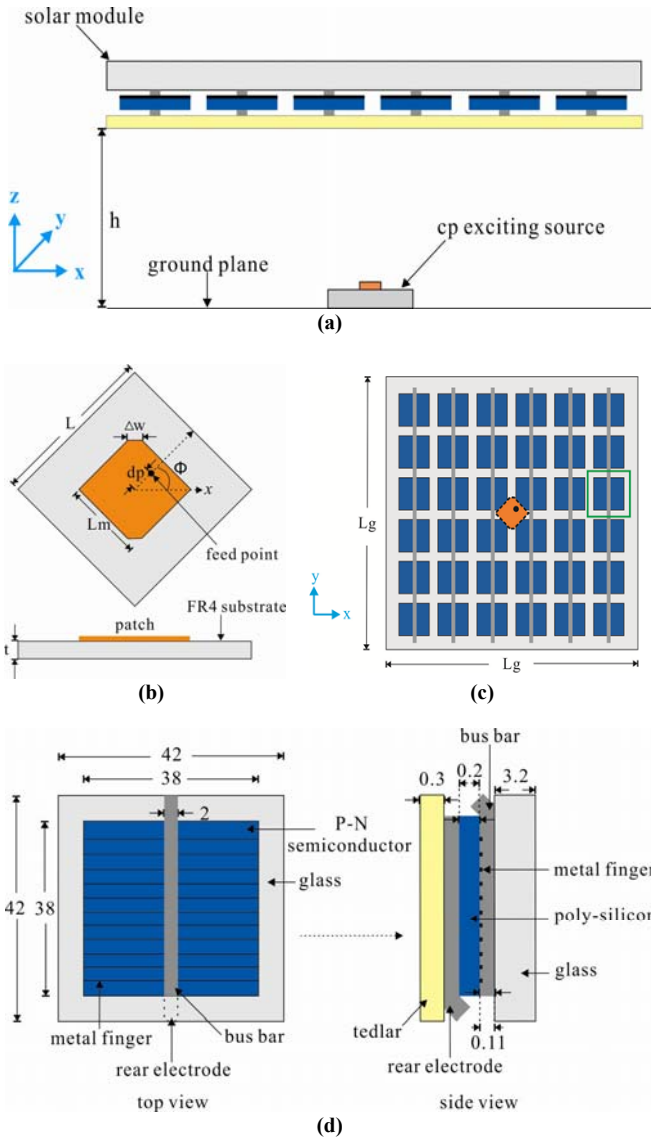 solar module
z
y
x
h
ground plane
cp exciting source
(a)
L
Δw
dp
Φ
x
Lm
feed point
FR4 substrate
patch
t
(b)
Lg
y
x
Lg
(c)
42
38
2
42
38
P-N
semiconductor
glass
metal finger
bus bar
rear electrode
top view
bus bar
0.3
0.2
3.2
metal finger
poly-silicon
glass
tedlar
0.11
rear electrode
side view
(d)